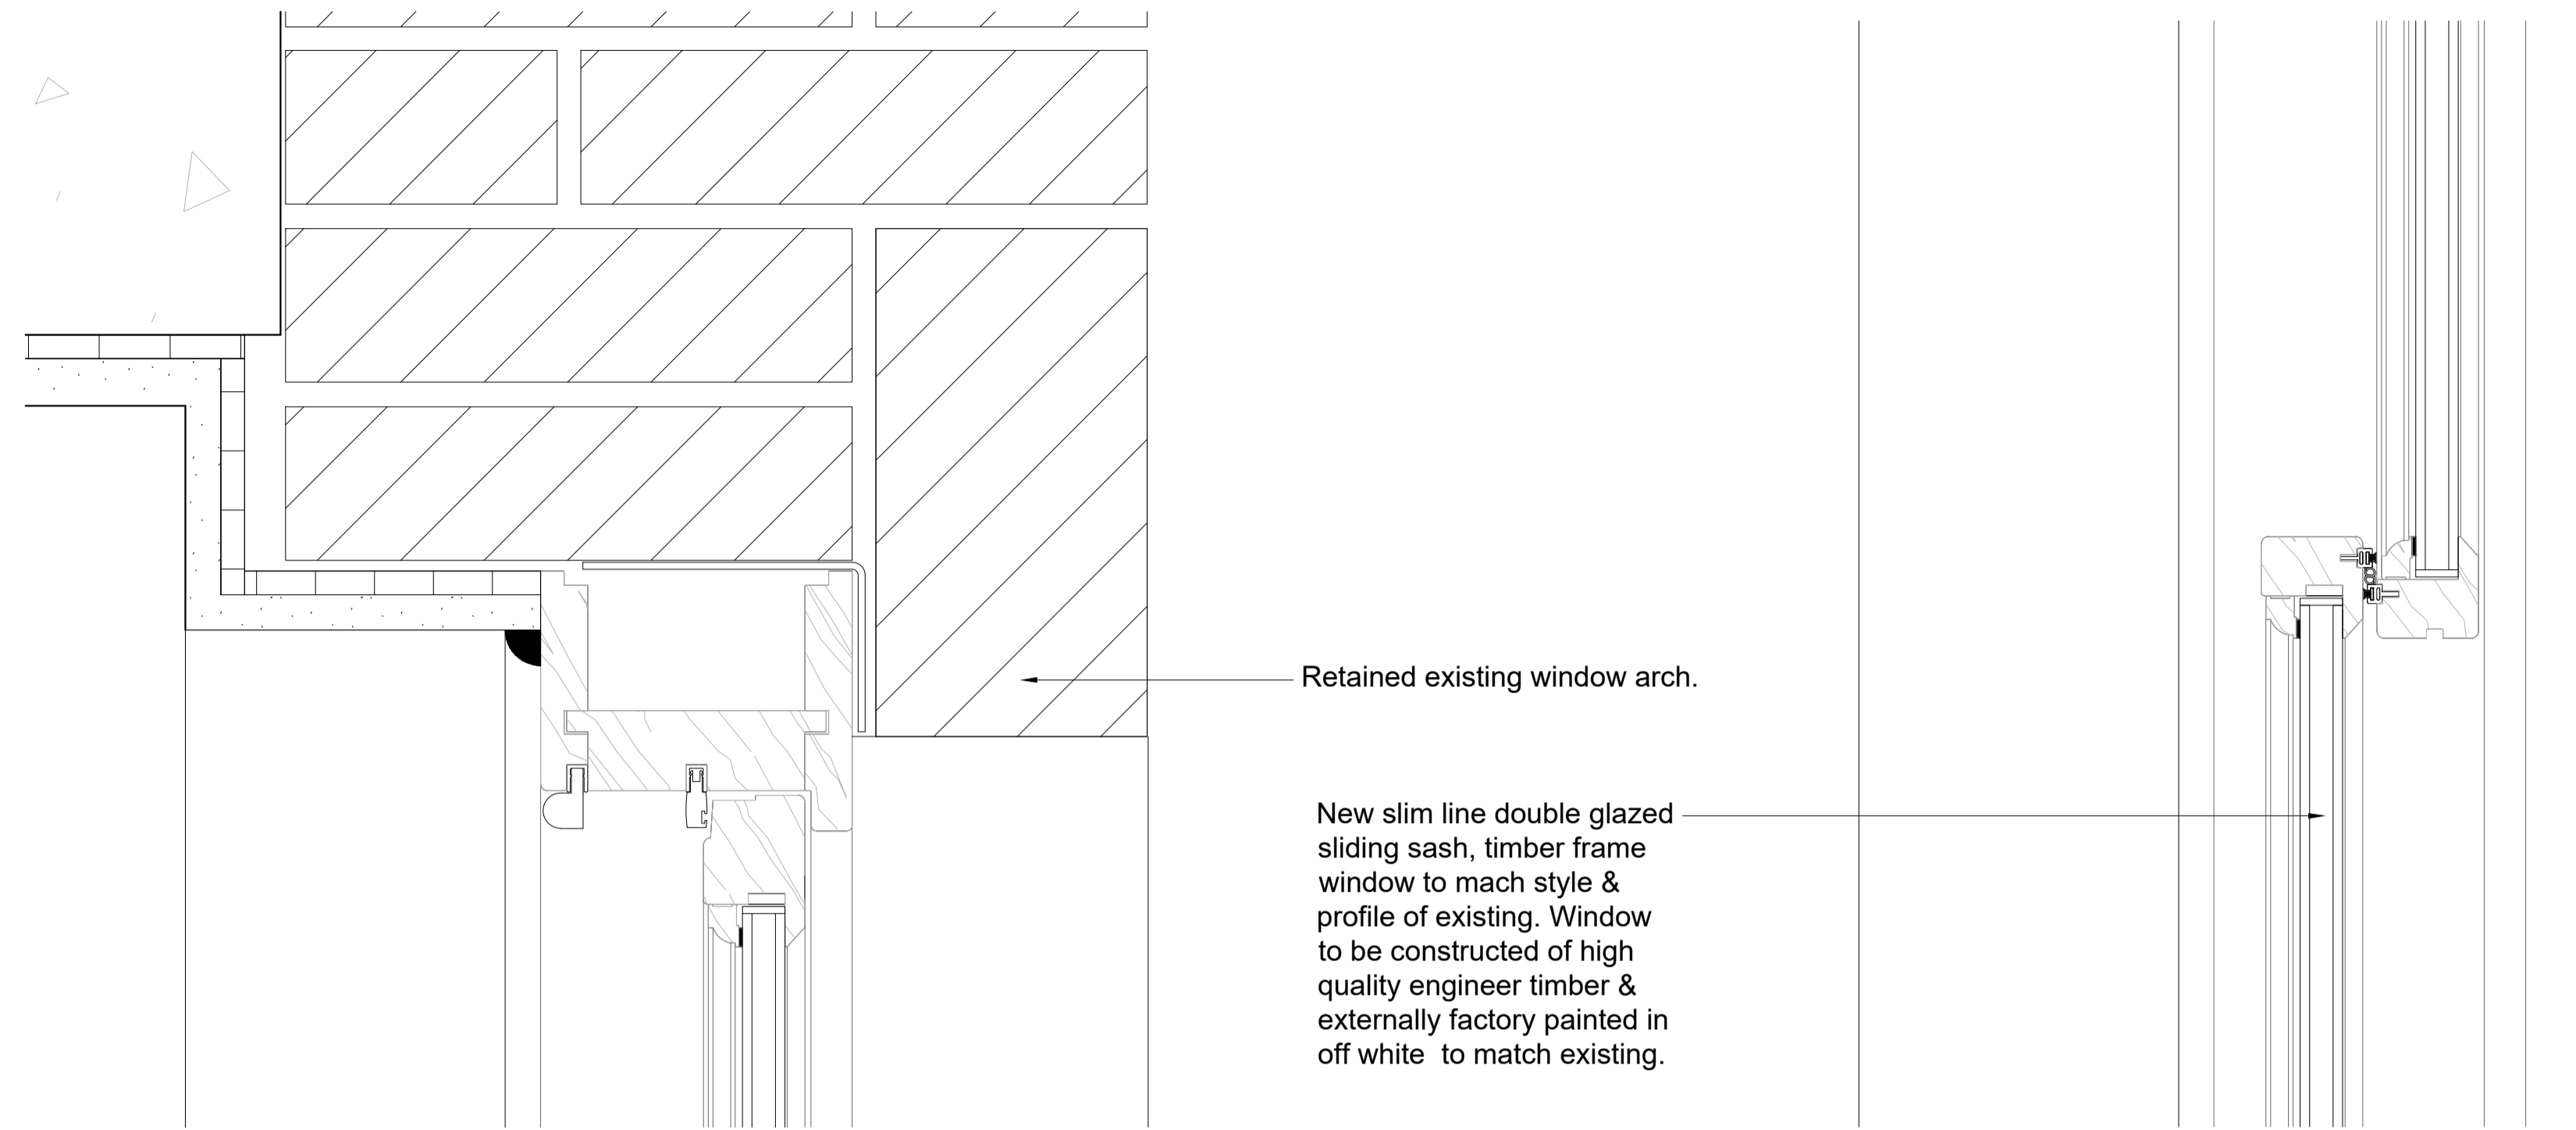 Retained existing window arch.
New slim line double glazed
sliding sash, timber frame
window to mach style &
profile of existing. Window
to be constructed of high
quality engineer timber &
externally factory painted in
off white  to match existing.